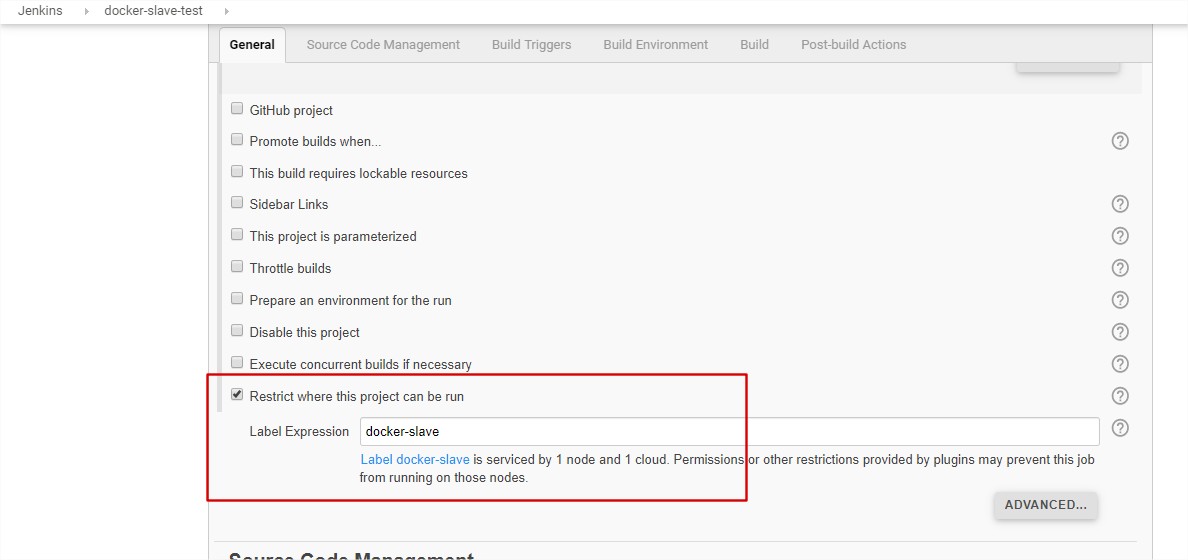 Jenkins docker-slave-test
General Source Code Management Build Triggers Build Environment Build Post-build Actions
GitHub project
Promote builds when...
This build requires lockable resources
Sidebar Links
This project is parameterized
Throttle builds
Prepare an environment for the run
Disable this project
Execute concurrent builds if necessary
Restrict where this project can be run
Label Expression docker-slave
Label docker-slave is serviced by 1 node and 1 cloud. Permissions or other restrictions provided by plugins may prevent this job
from running on those nodes.
ADVANCED...
Source Code Management